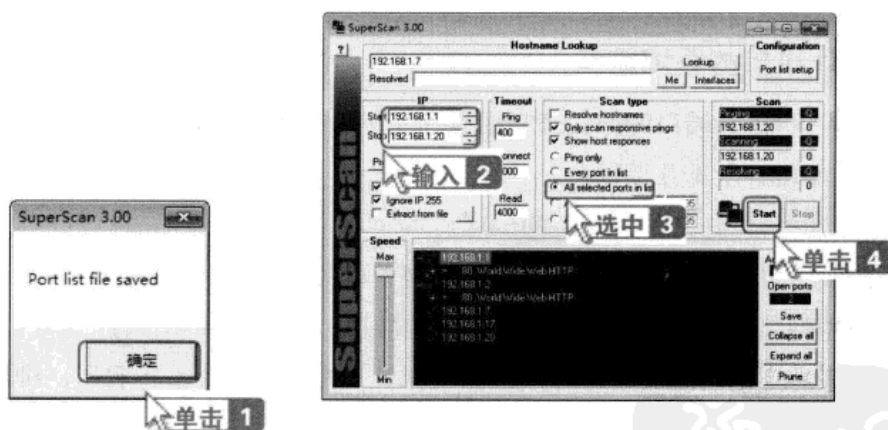 SuperScan 3.00
Port list file saved
确定
单击 1
SuperScan 3.00
Hostname Lookup
192.168.1.7
Lookup
Resolved
Me
Interfaces
Configuration
Port list setup
IP
Start 192.168.1.1
Stop 192.168.1.20
输入 2
Ignore IP 255
Extract from file
Timeout
Ping
400
Connect
Read
4000
Scan type
Resolve hostnames
Only scan responsive pings
Show host responses
Ping only
Every port in list
All selected ports in list
选中 3
Scan
Pinging
192.168.1.20 0
Scanning
192.168.1.20 0
Resolving
0
Start
Stop
单击 4
Speed
Max
Min
192.168.1.1
80 World Wide Web HTTP
192.168.1.2
80 World Wide Web HTTP
192.168.1.7
192.168.1.17
192.168.1.20
Open ports
2
Save
Collapse all
Expand all
Prune
SuperScan